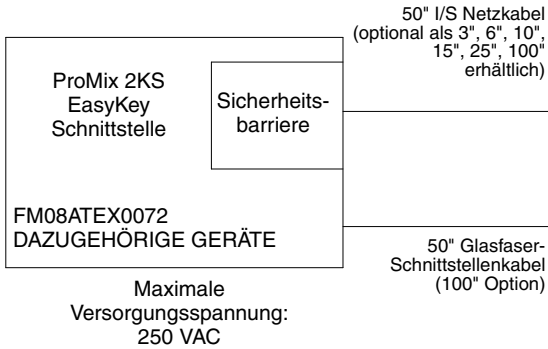 50" I/S Netzkabel
(optional als 3", 6", 10",
15", 25", 100"
erhältlich)
ProMix 2KS
EasyKey
Schnittstelle
Sicherheits-
barriere
FM08ATEX0072
DAZUGEHÖRIGE GERÄTE
50" Glasfaser-
Schnittstellenkabel
(100" Option)
Maximale
Versorgungsspannung:
250 VAC